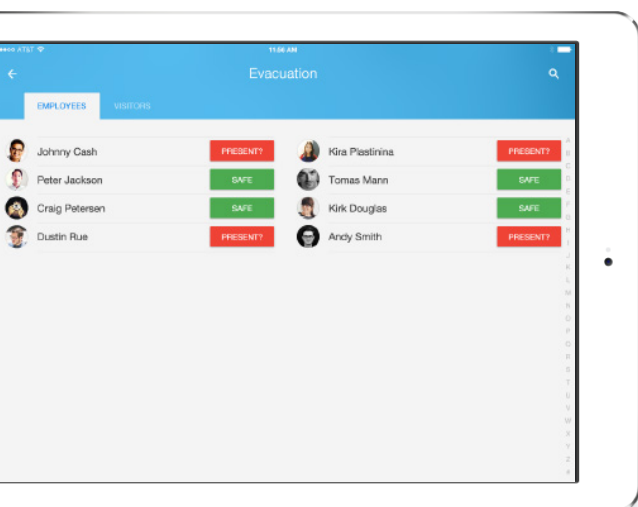 AT&T 11:56 AM
Evacuation
EMPLOYEES VISITORS
Johnny Cash PRESENT? Kira Plastinina PRESENT?
Peter Jackson SAFE Tomas Mann SAFE
Craig Petersen SAFE Kirk Douglas SAFE
Dustin Rue PRESENT? Andy Smith PRESENT?
A
B
C
D
E
F
G
H
I
J
K
L
M
N
O
P
Q
R
S
T
U
V
W
X
Y
Z
#